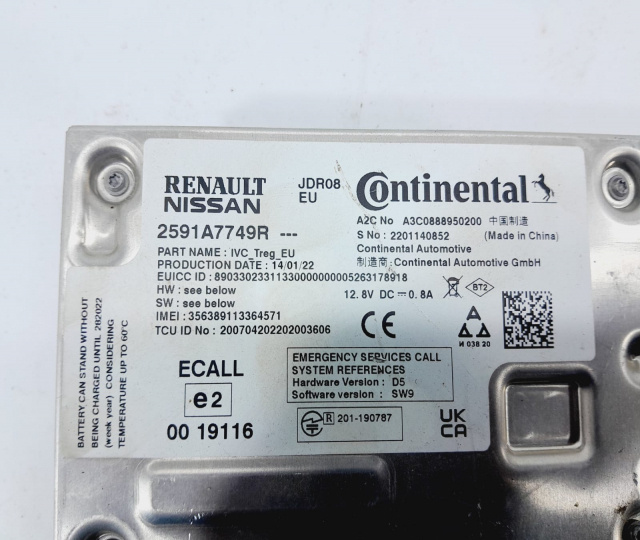 RENAULT
NISSAN
JDR08
EU
Continental
2591A7749R ---
PART NAME : IVC_Treg_EU
PRODUCTION DATE : 14/01/22
EUICC ID : 89033023311330000000005263178918
HW : see below
SW : see below
IMEI : 356389113364571
TCU ID No : 200704202202003606
A2C No A3C0888950200 中国制造
S No : 2201140852 (Made in China)
Continental Automotive
制造商 : Continental Automotive GmbH
12.8V DC 0.8A
BT2
CE
И 038 20
ECALL
e2
00 19116
EMERGENCY SERVICES CALL
SYSTEM REFERENCES
Hardware Version : D5
Software version : SW9
R 201-190787
UK
CA
BATTERY CAN STAND WITHOUT
BEING CHARGED UNTIL 282022
(week year) CONSIDERING
TEMPERATURE UP TO 60°C